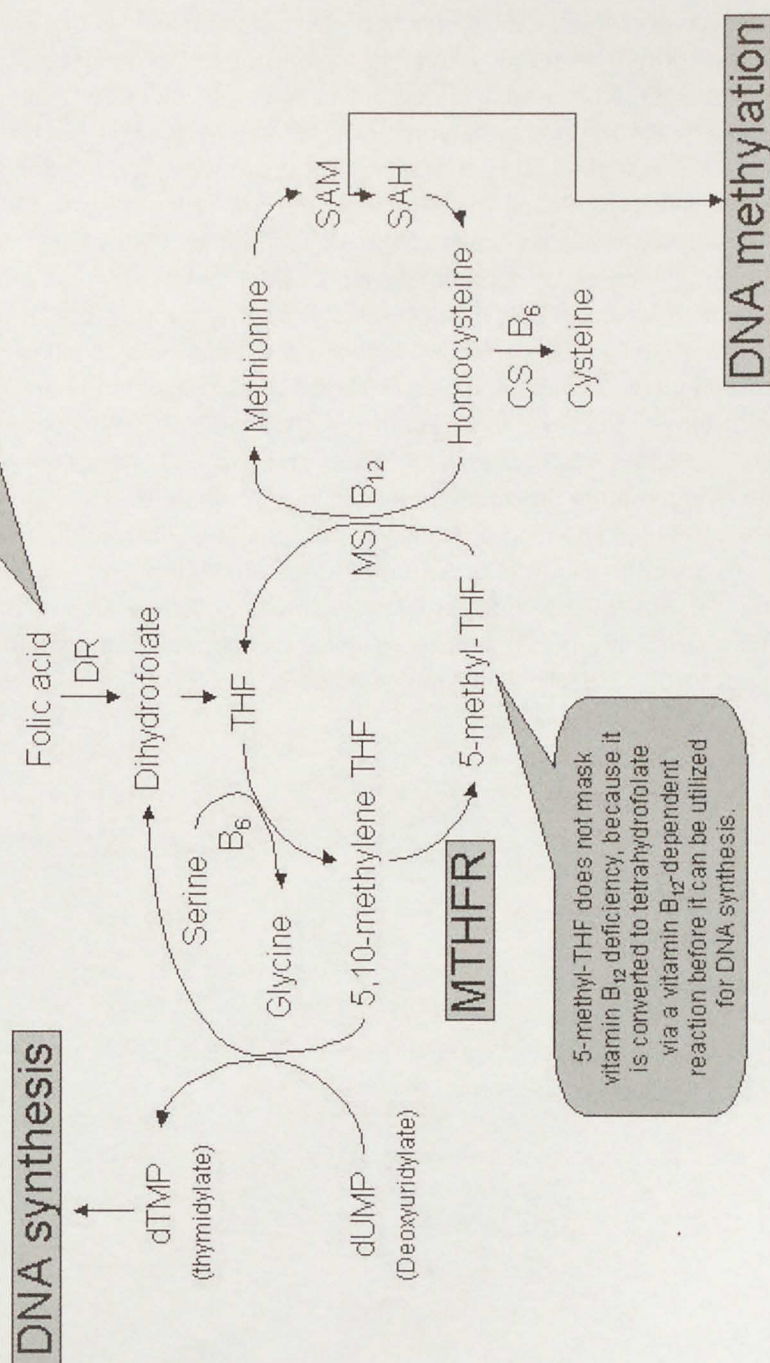 DNA synthesis
dTMP
(thymidylate)
dUMP
(Deoxyuridylate)
Folic acid
DR
Dihydrofolate
THF
Serine
B₆
Glycine
5,10-methylene THF
MTHFR
5-methyl-THF
MS B₁₂
Methionine
SAM
SAH
Homocysteine
CS B₆
Cysteine
DNA methylation
5-methyl-THF does not mask
vitamin B₁₂ deficiency, because it
is converted to tetrahydrofolate
via a vitamin B₁₂-dependent
reaction before it can be utilized
for DNA synthesis.